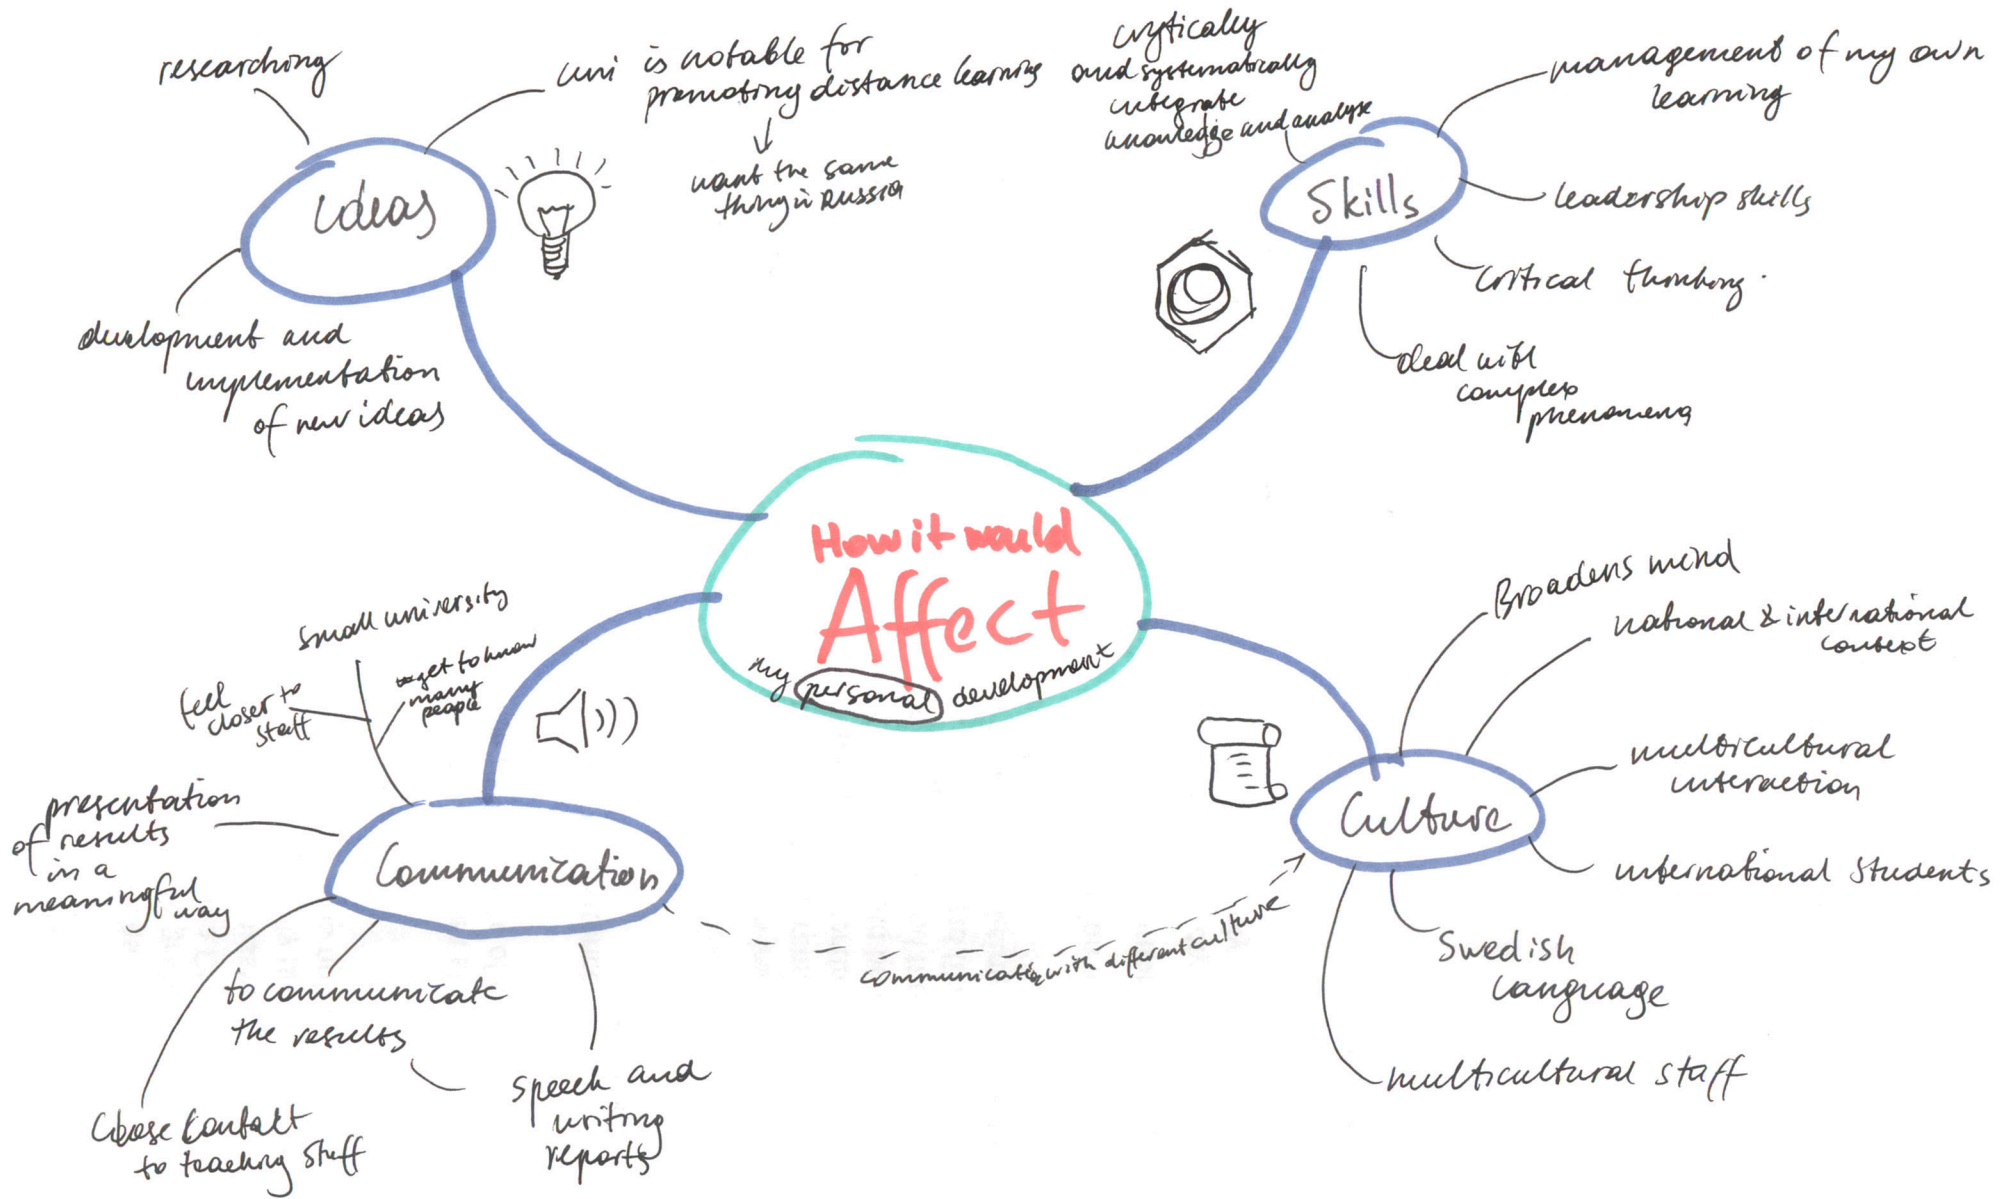 researching
uni is notable for
promoting distance learning
want the same
thing in Russia
Ideas
development and
implementation
of new ideas
crytically
and systematically
integrate
knowledge and analyse
Skills
management of my own
learning
leadership skills
critical thinking.
deal with
complex
phenomena
How it would
Affect
my personal development
small university
get to know
many
people
feel
closer to
staff
presentation
of results
in a
meaningful
way
Communication
to communicate
the results
speech and
writing
reports
close contact
to teaching stuff
communicating with different culture
Culture
Broadens mind
national & international
context
multicultural
interaction
international students
Swedish
language
multicultural staff